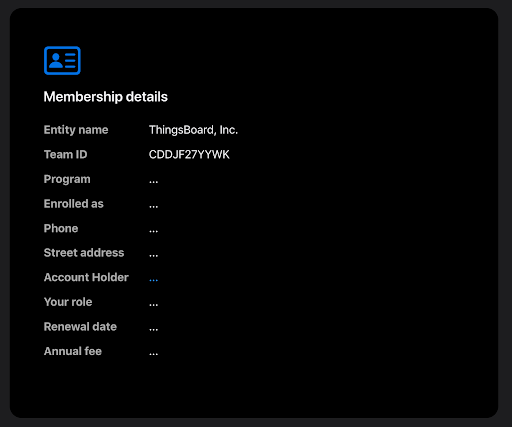 Membership details
Entity name ThingsBoard, Inc.
Team ID CDDJF27YYWK
Program ...
Enrolled as ...
Phone ...
Street address ...
Account Holder ...
Your role ...
Renewal date ...
Annual fee ...